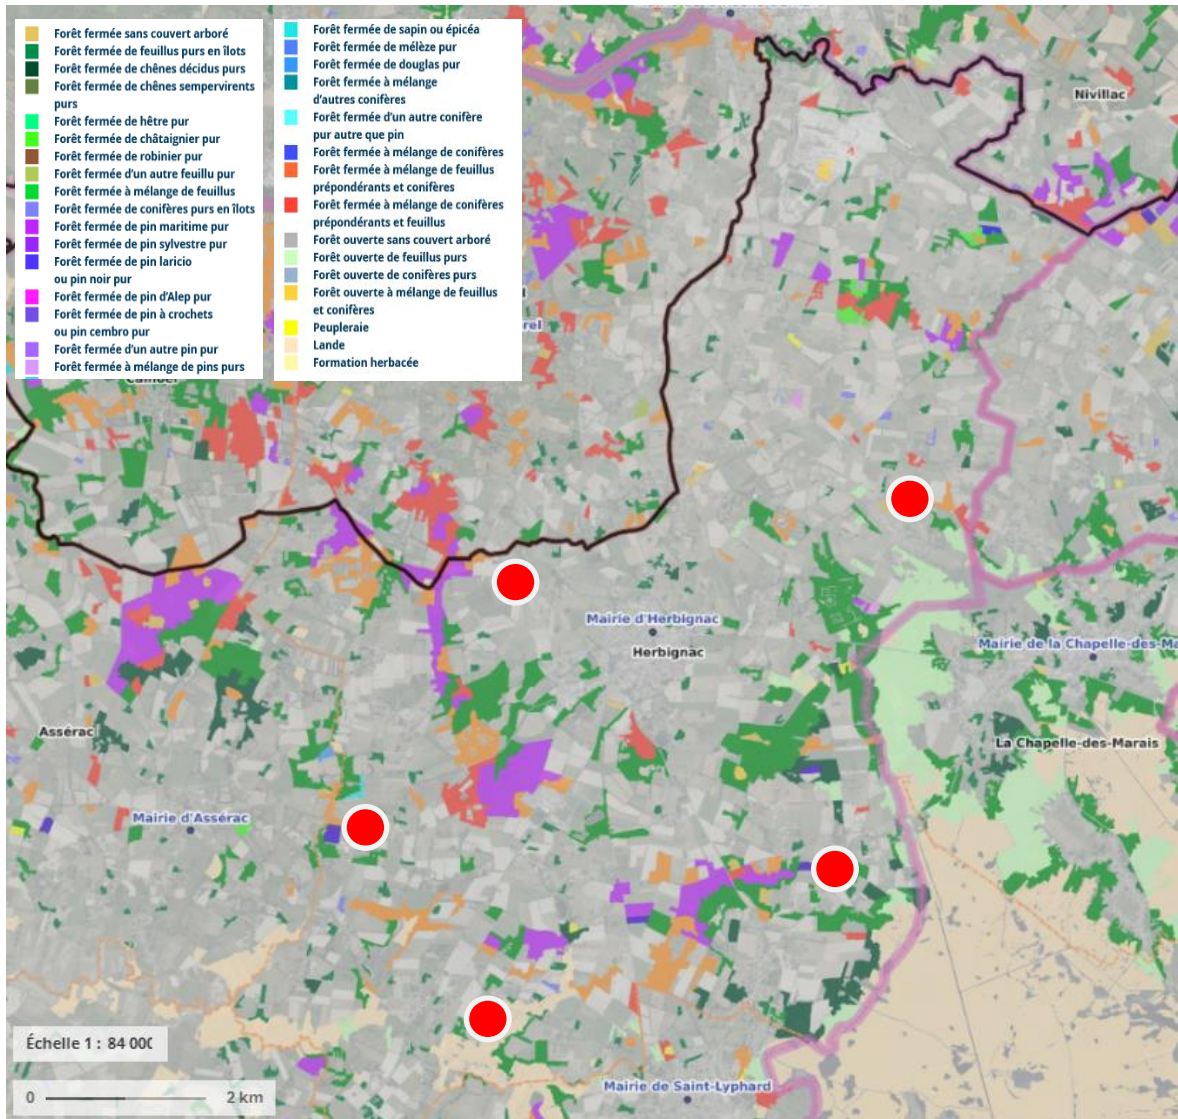 Forêt fermée sans couvert arboré
Forêt fermée de feuillus purs en îlots
Forêt fermée de chênes décidus purs
Forêt fermée de chênes sempervirents
purs
Forêt fermée de hêtre pur
Forêt fermée de châtaignier pur
Forêt fermée de robinier pur
Forêt fermée d'un autre feuillu pur
Forêt fermée à mélange de feuillus
Forêt fermée de conifères purs en îlots
Forêt fermée de pin maritime pur
Forêt fermée de pin sylvestre pur
Forêt fermée de pin laricio
ou pin noir pur
Forêt fermée de pin d'Alep pur
Forêt fermée de pin à crochets
ou pin cembro pur
Forêt fermée d'un autre pin pur
Forêt fermée à mélange de pins purs
Forêt fermée de sapin ou épicéa
Forêt fermée de mélèze pur
Forêt fermée de douglas pur
Forêt fermée à mélange
d'autres conifères
Forêt fermée d'un autre conifère
pur autre que pin
Forêt fermée à mélange de conifères
Forêt fermée à mélange de feuillus
prépondérants et conifères
Forêt fermée à mélange de conifères
prépondérants et feuillus
Forêt ouverte sans couvert arboré
Forêt ouverte de feuillus purs
Forêt ouverte de conifères purs
Forêt ouverte à mélange de feuillus
et conifères
Peupleraie
Lande
Formation herbacée
Nivillac
rel
Mairie d'Herbignac
Herbignac
Mairie de la Chapelle-des-Ma
Assérac
La Chapelle-des-Marais
Mairie d'Assérac
Échelle 1 : 84 000
0 2 km
Mairie de Saint-Lyphard